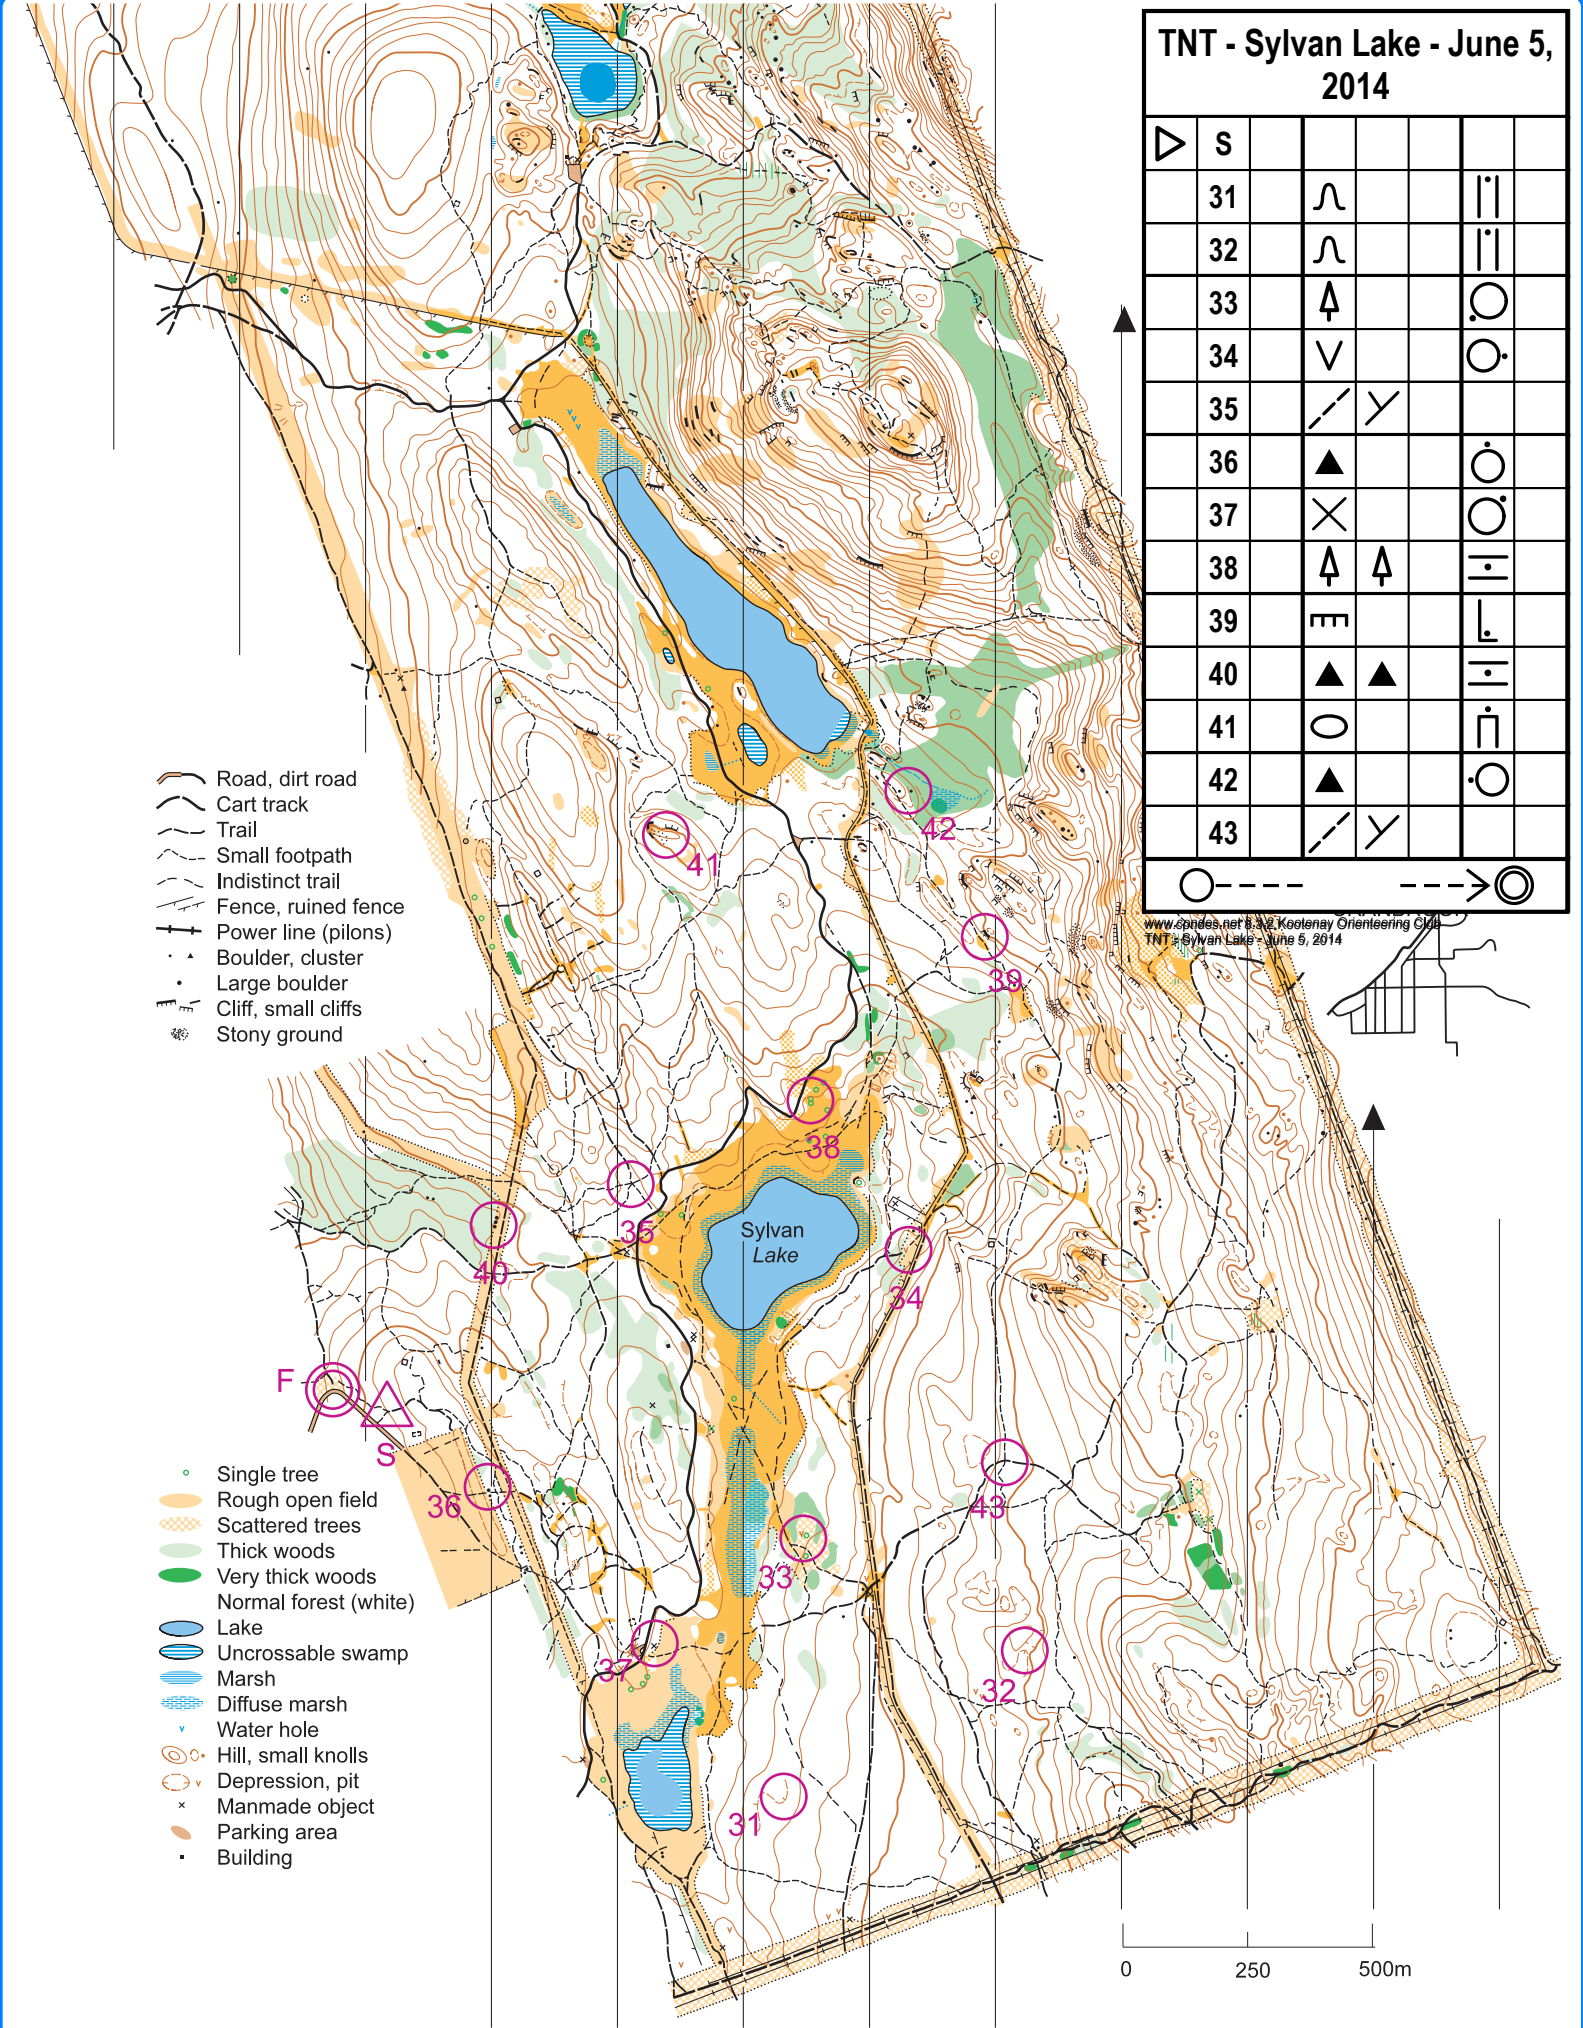 TNT - Sylvan Lake - June 5,
2014
S
31
32
33
34
35
36
37
38
39
40
41
42
43
www.condes.net 8.3.2 Kootenay Orienteering Club
TNT - Sylvan Lake - June 5, 2014
Road, dirt road
Cart track
Trail
Small footpath
Indistinct trail
Fence, ruined fence
Power line (pilons)
Boulder, cluster
Large boulder
Cliff, small cliffs
Stony ground
42
41
39
38
35
Sylvan
Lake
40
34
F
S
36
43
33
37
32
31
Single tree
Rough open field
Scattered trees
Thick woods
Very thick woods
Normal forest (white)
Lake
Uncrossable swamp
Marsh
Diffuse marsh
Water hole
Hill, small knolls
Depression, pit
Manmade object
Parking area
Building
0 250 500m